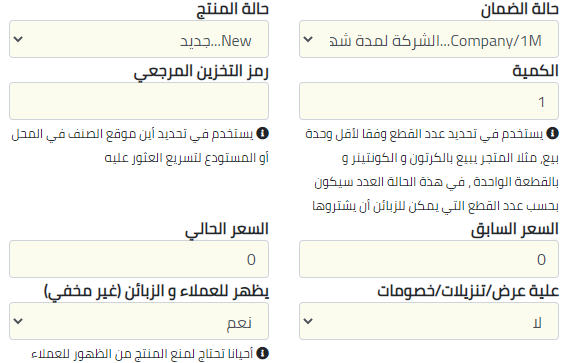 حالة الضمان
Company/1M...الشركة لمدة شه
حالة المنتج
New...جديد
الكمية
1
يستخدم في تحديد عدد القطع وفقا لأقل وحدة
بيع, مثلا المتجر يبيع بالكرتون و الكونتينر و
بالقطعة الواحدة , في هذة الحالة العدد سيكون
بحسب عدد القطع التي يمكن للزبائن أن يشتروها
رمز التخزين المرجعي
يستخدم في تحديد أين موقع الصنف في المحل
أو المستودع لتسريع العثور عليه
السعر السابق
0
السعر الحالي
0
علية عرض/تنزيلات/خصومات
لا
يظهر للعملاء و الزبائن (غير مخفي)
نعم
أحيانا تحتاج لمنع المنتج من الظهور للعملاء